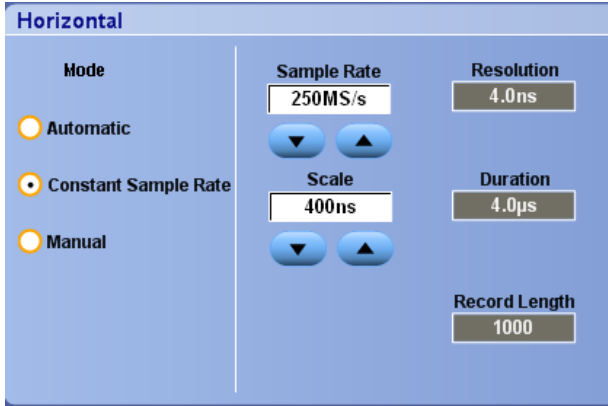 Horizontal
Mode
Automatic
Constant Sample Rate
Manual
Sample Rate
250MS/s
Scale
400ns
Resolution
4.0ns
Duration
4.0µs
Record Length
1000